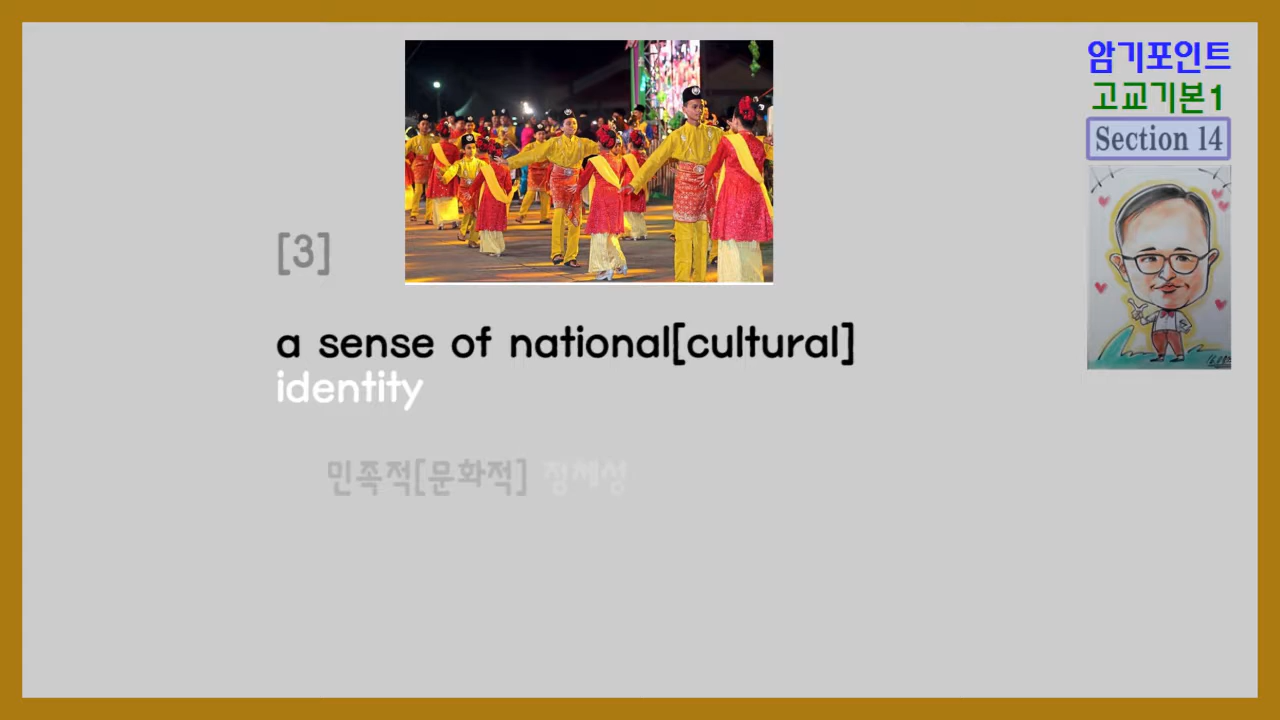 암기포인트
고교기본1
Section 14
[3]
a sense of national[cultural]
identity
민족적[문화적] 정체성